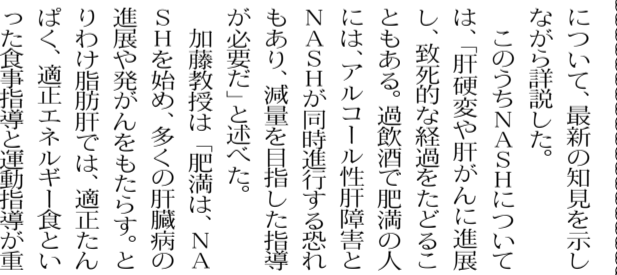 について、最新の知見を示し
ながら詳説した。
このうちNASHについて
は、「肝硬変や肝がんに進展
し、致死的な経過をたどるこ
ともある。過飲酒で肥満の人
には、アルコール性肝障害と
NASHが同時進行する恐れ
もあり、減量を目指した指導
が必要だ」と述べた。
加藤教授は「肥満は、NA
SHを始め、多くの肝臓病の
進展や発がんをもたらす。と
りわけ脂肪肝では、適正たん
ぱく、適正エネルギー食とい
った食事指導と運動指導が重